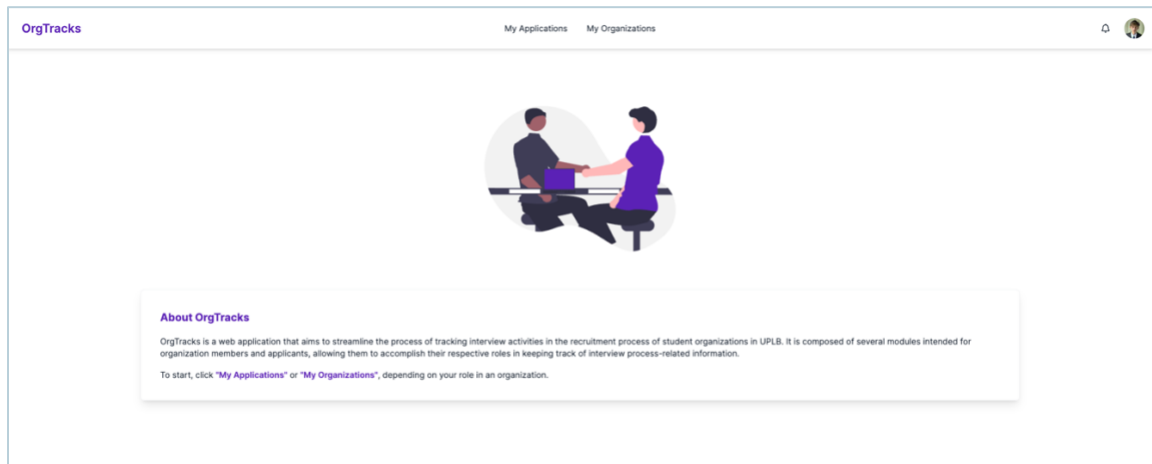 OrgTracks
My Applications
My Organizations
About OrgTracks
OrgTracks is a web application that aims to streamline the process of tracking interview activities in the recruitment process of student organizations in UPLB. It is composed of several modules intended for
organization members and applicants, allowing them to accomplish their respective roles in keeping track of interview process-related information.
To start, click "My Applications" or "My Organizations", depending on your role in an organization.